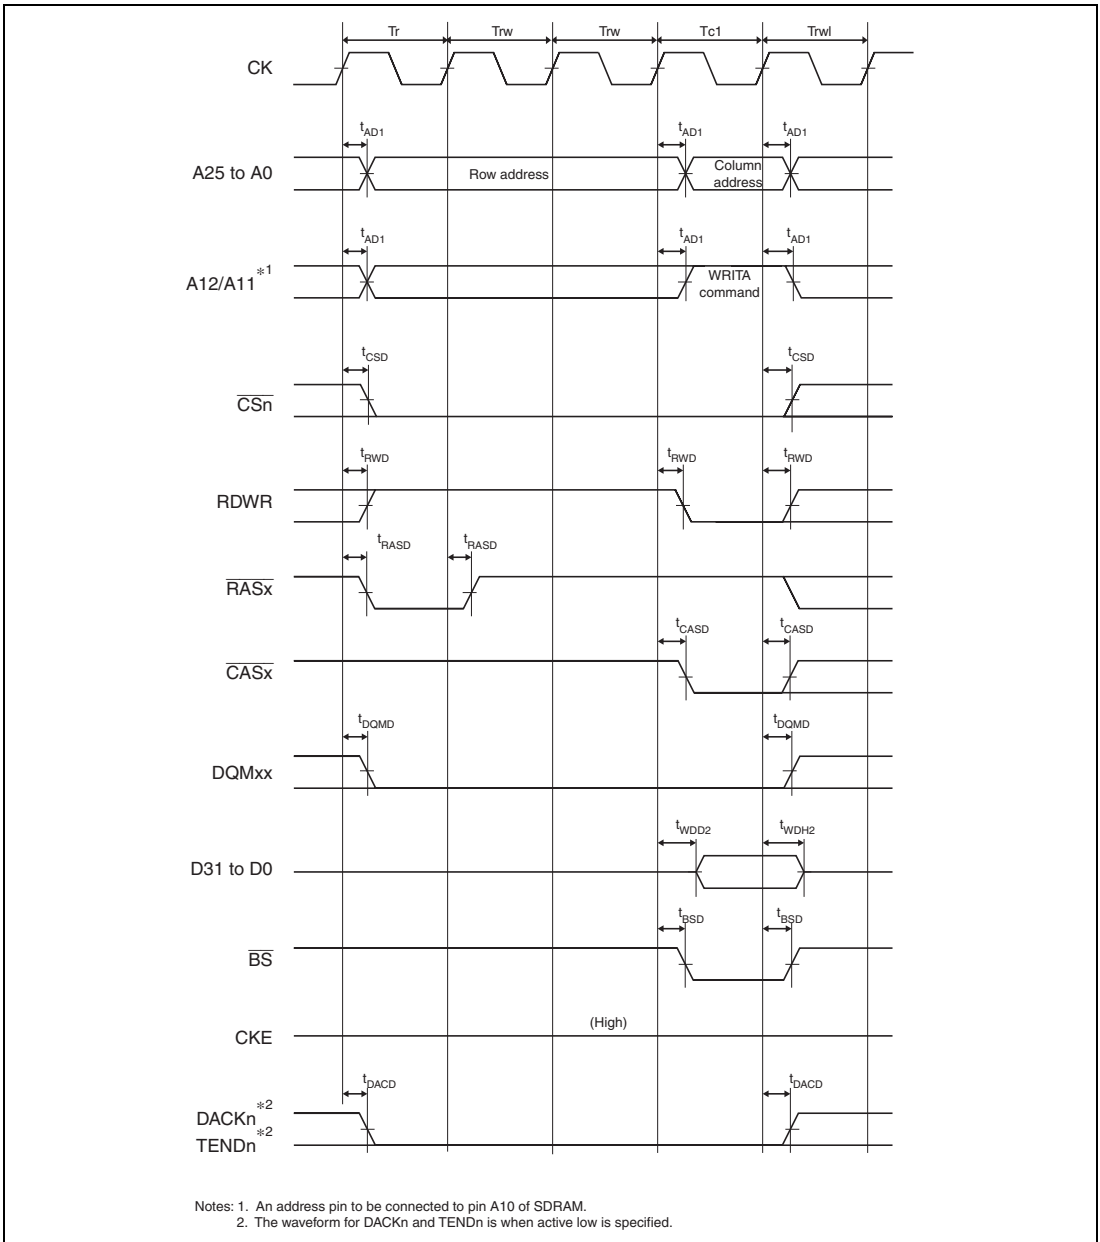 Tr Trw Trw Tc1 Trwl
CK
tAD1 tAD1 tAD1
A25 to A0 Row address Column address
tAD1 tAD1 tAD1
A12/A11*1 WRITA command
tCSD tCSD
CSn
tRWD tRWD tRWD
RDWR
tRASD tRASD
RASx
tCASD tCASD
CASx
tDQMD tDQMD
DQMxx
tWDD2 tWDH2
D31 to D0
tBSD tBSD
BS
(High)
CKE
tDACD tDACD
DACKn*2
TENDn*2
Notes: 1. An address pin to be connected to pin A10 of SDRAM.
2. The waveform for DACKn and TENDn is when active low is specified.